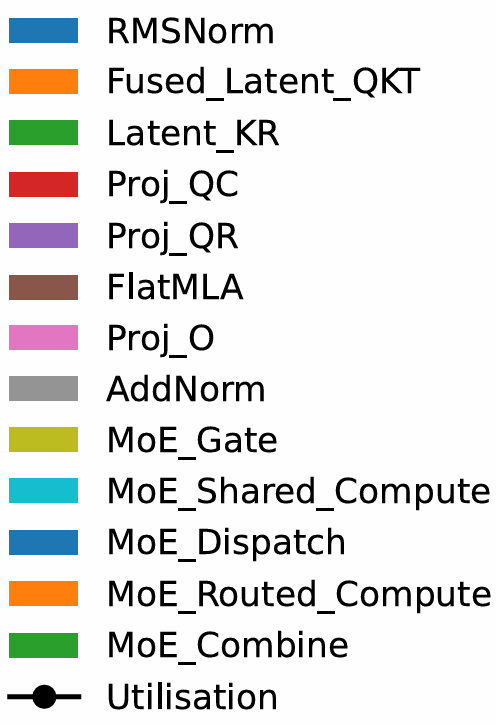 RMSNorm
Fused_Latent_QKT
Latent_KR
Proj_QC
Proj_QR
FlatMLA
Proj_O
AddNorm
MoE_Gate
MoE_Shared_Compute
MoE_Dispatch
MoE_Routed_Compute
MoE_Combine
Utilisation